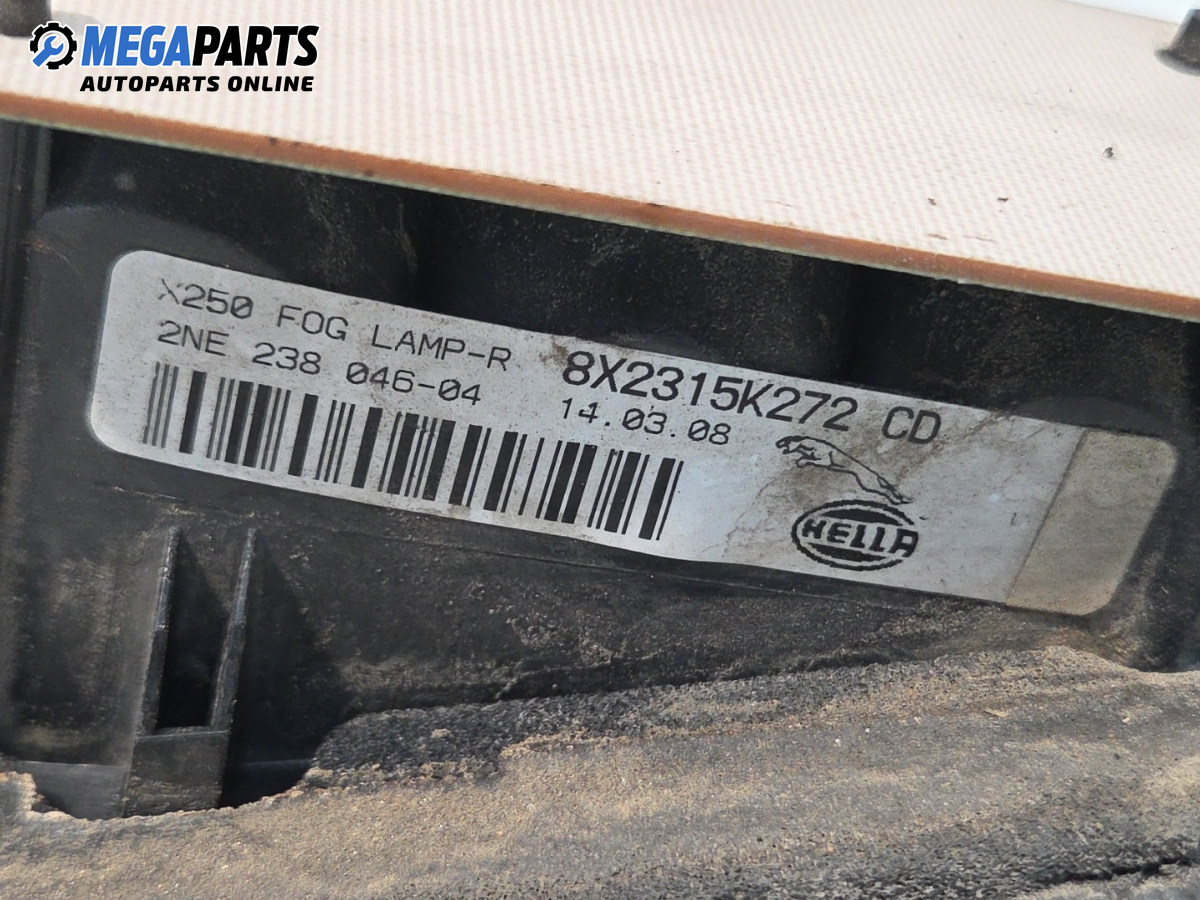 MEGAPARTS
AUTOPARTS ONLINE
X250 FOG LAMP-R
2NE 238 046-04
8X2315K272 CD
14.03.08
HELLA